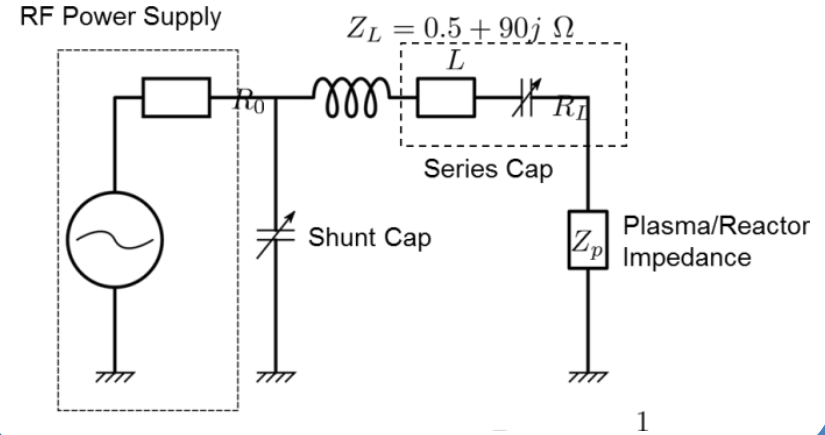 RF Power Supply
Z_L = 0.5 + 90j Ω
L
R_0
R_L
Series Cap
Shunt Cap
Z_p
Plasma/Reactor
Impedance
1